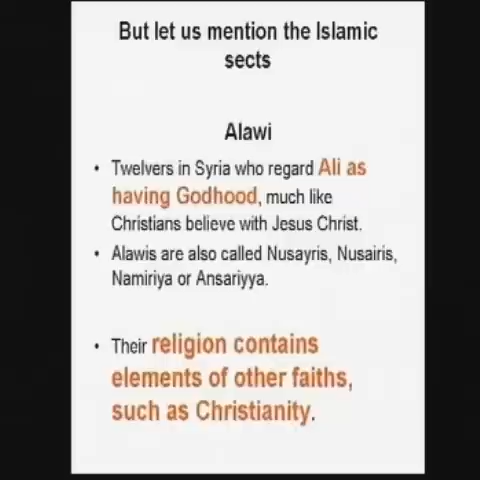 But let us mention the Islamic
sects
Alawi
• Twelvers in Syria who regard Ali as
having Godhood, much like
Christians believe with Jesus Christ.
• Alawis are also called Nusayris, Nusairis,
Namiriya or Ansariyya.
• Their religion contains
elements of other faiths,
such as Christianity.